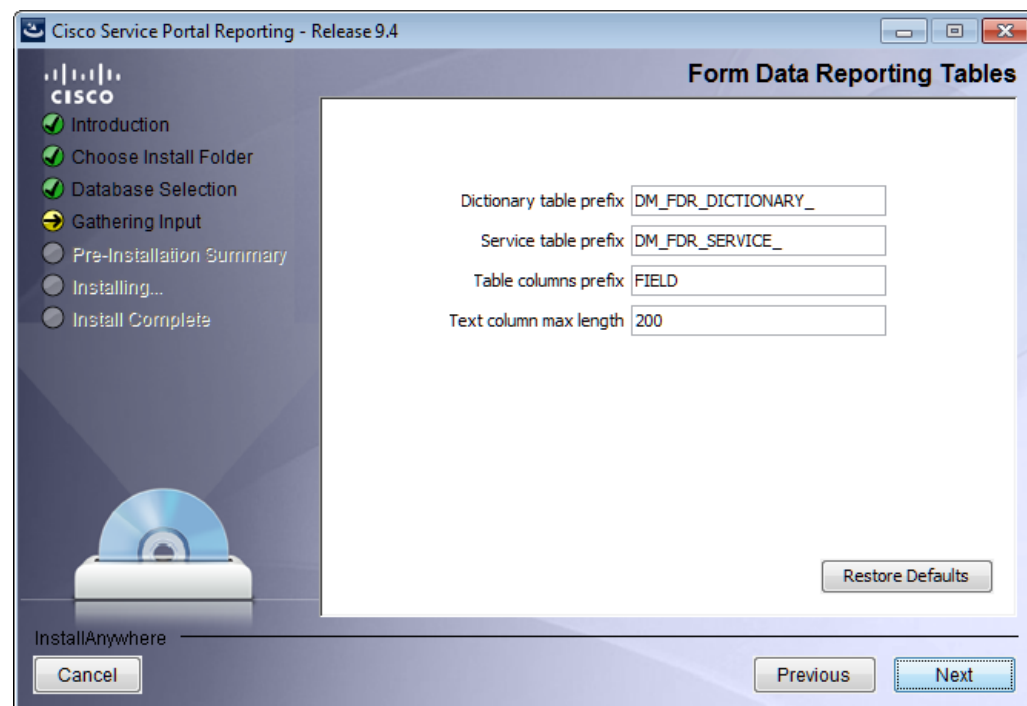 Cisco Service Portal Reporting - Release 9.4
CISCO
Form Data Reporting Tables
Introduction
Choose Install Folder
Database Selection
Gathering Input
Pre-Installation Summary
Installing...
Install Complete
Dictionary table prefix DM_FDR_DICTIONARY_
Service table prefix DM_FDR_SERVICE_
Table columns prefix FIELD
Text column max length 200
Restore Defaults
InstallAnywhere
Cancel Previous Next